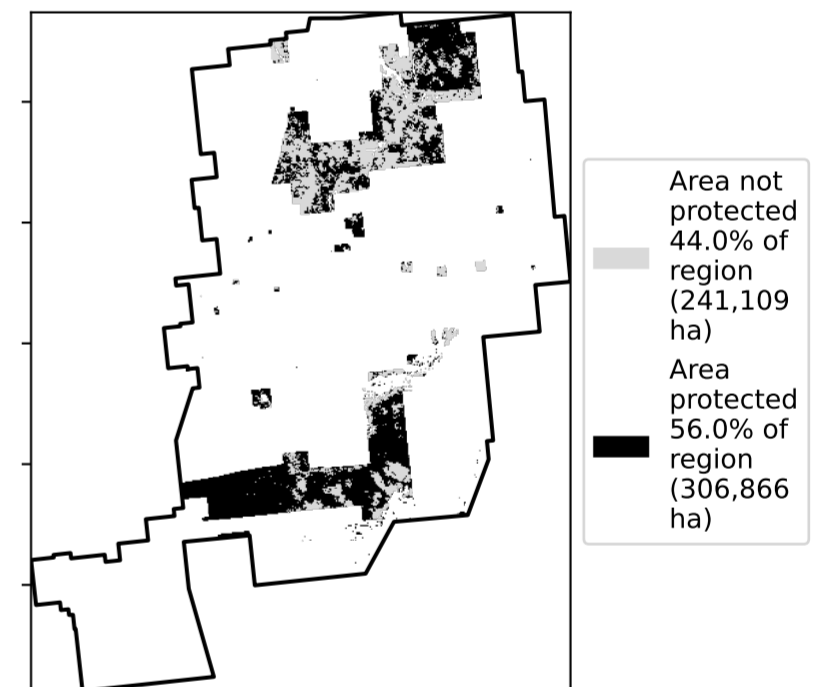 Area not
protected
44.0% of
region
(241,109
ha)
Area
protected
56.0% of
region
(306,866
ha)